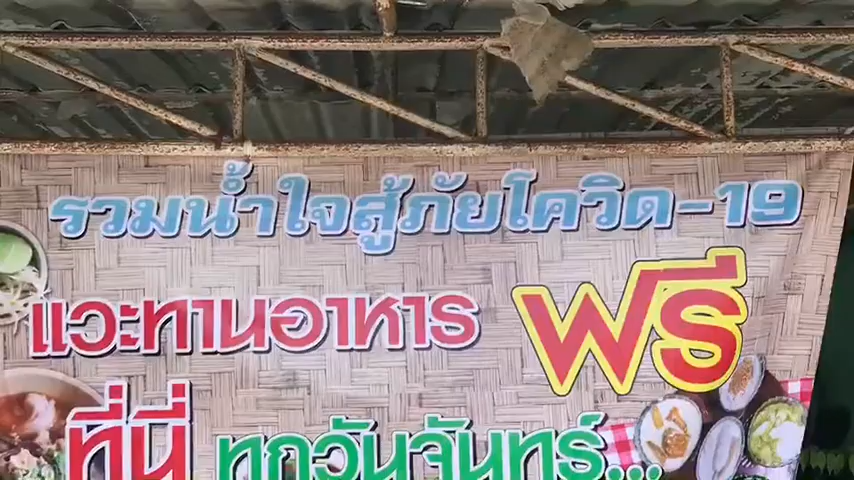 รวมน้ำใจสู้ภัยโควิด-19
แวะทานอาหาร ฟรี
ที่นี่ ทุกวันจันทร์...